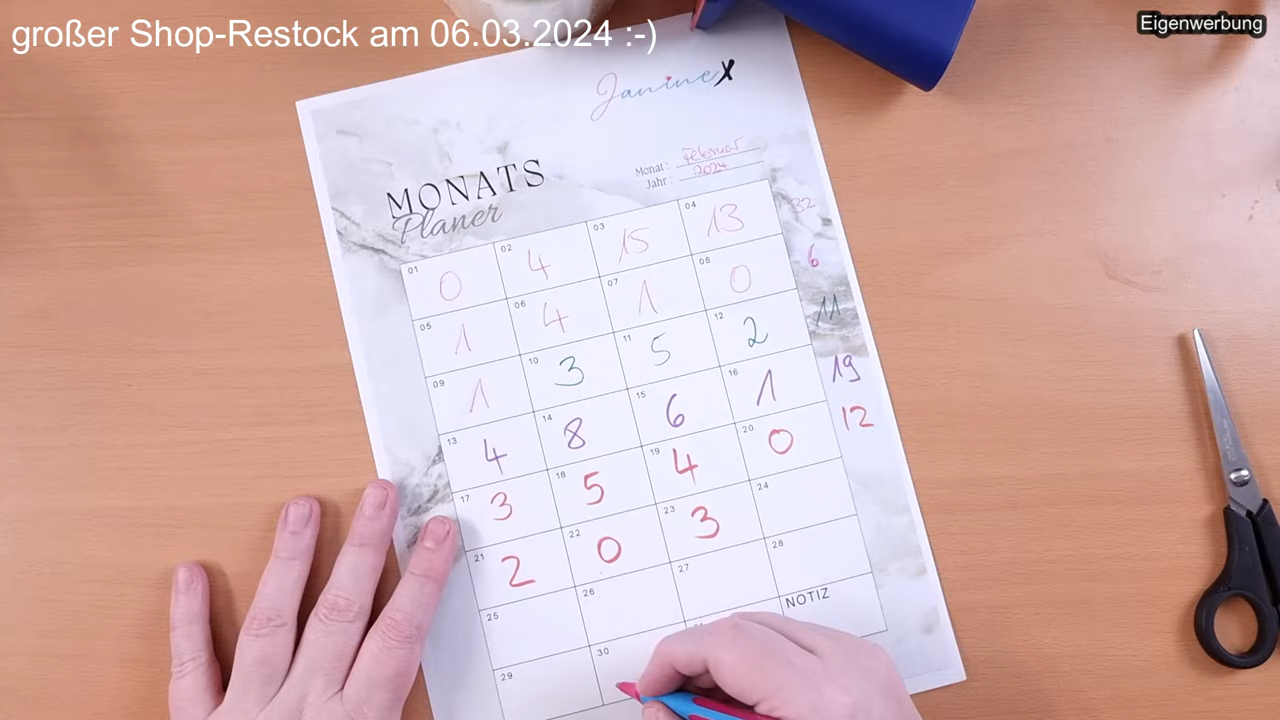 großer Shop-Restock am 06.03.2024 :-)
Eigenwerbung
JanineX
MONATS
Planer
Monat: Februar
Jahr: 2024
01 02 03 04
0 4 15 13 32
05 06 07 08
1 4 1 0 6
09 10 11 12
1 3 5 2 11
13 14 15 16
4 8 6 1 19
17 18 19 20
3 5 4 0 12
21 22 23 24
2 0 3
25 26 27 28
29 30
NOTIZ